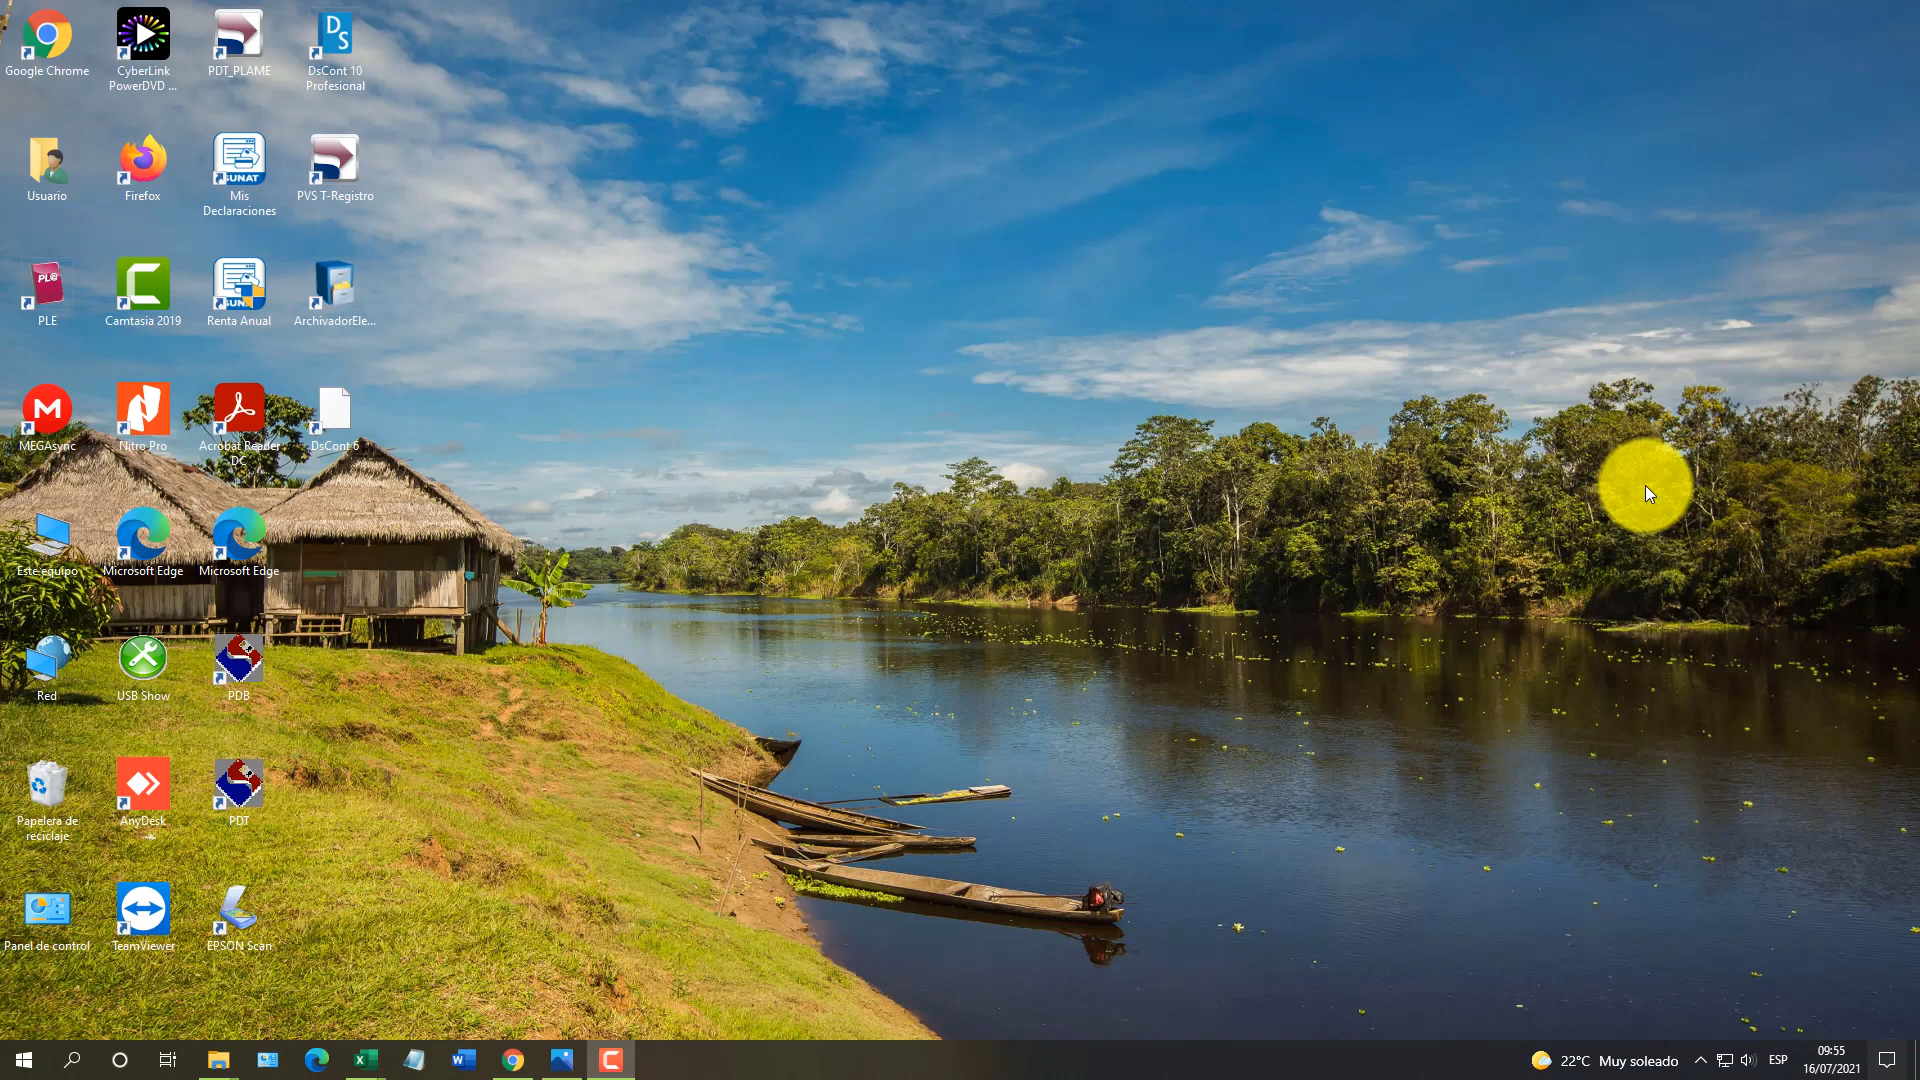 Google Chrome
CyberLink
PowerDVD ...
PDT_PLAME
DS
DsCont 10
Profesional
Usuario
Firefox
SUNAT
Mis
Declaraciones
PVS T-Registro
PL@
PLE
Camtasia 2019
Renta Anual
ArchivadorEle...
MEGAsync
Nitro Pro
Acrobat Reader
DC
DsCont 6
Este equipo
Microsoft Edge
Microsoft Edge
Red
USB Show
PDB
Papelera de
reciclaje
AnyDesk
PDT
Panel de control
TeamViewer
EPSON Scan
22°C Muy soleado
ESP
09:55
16/07/2021